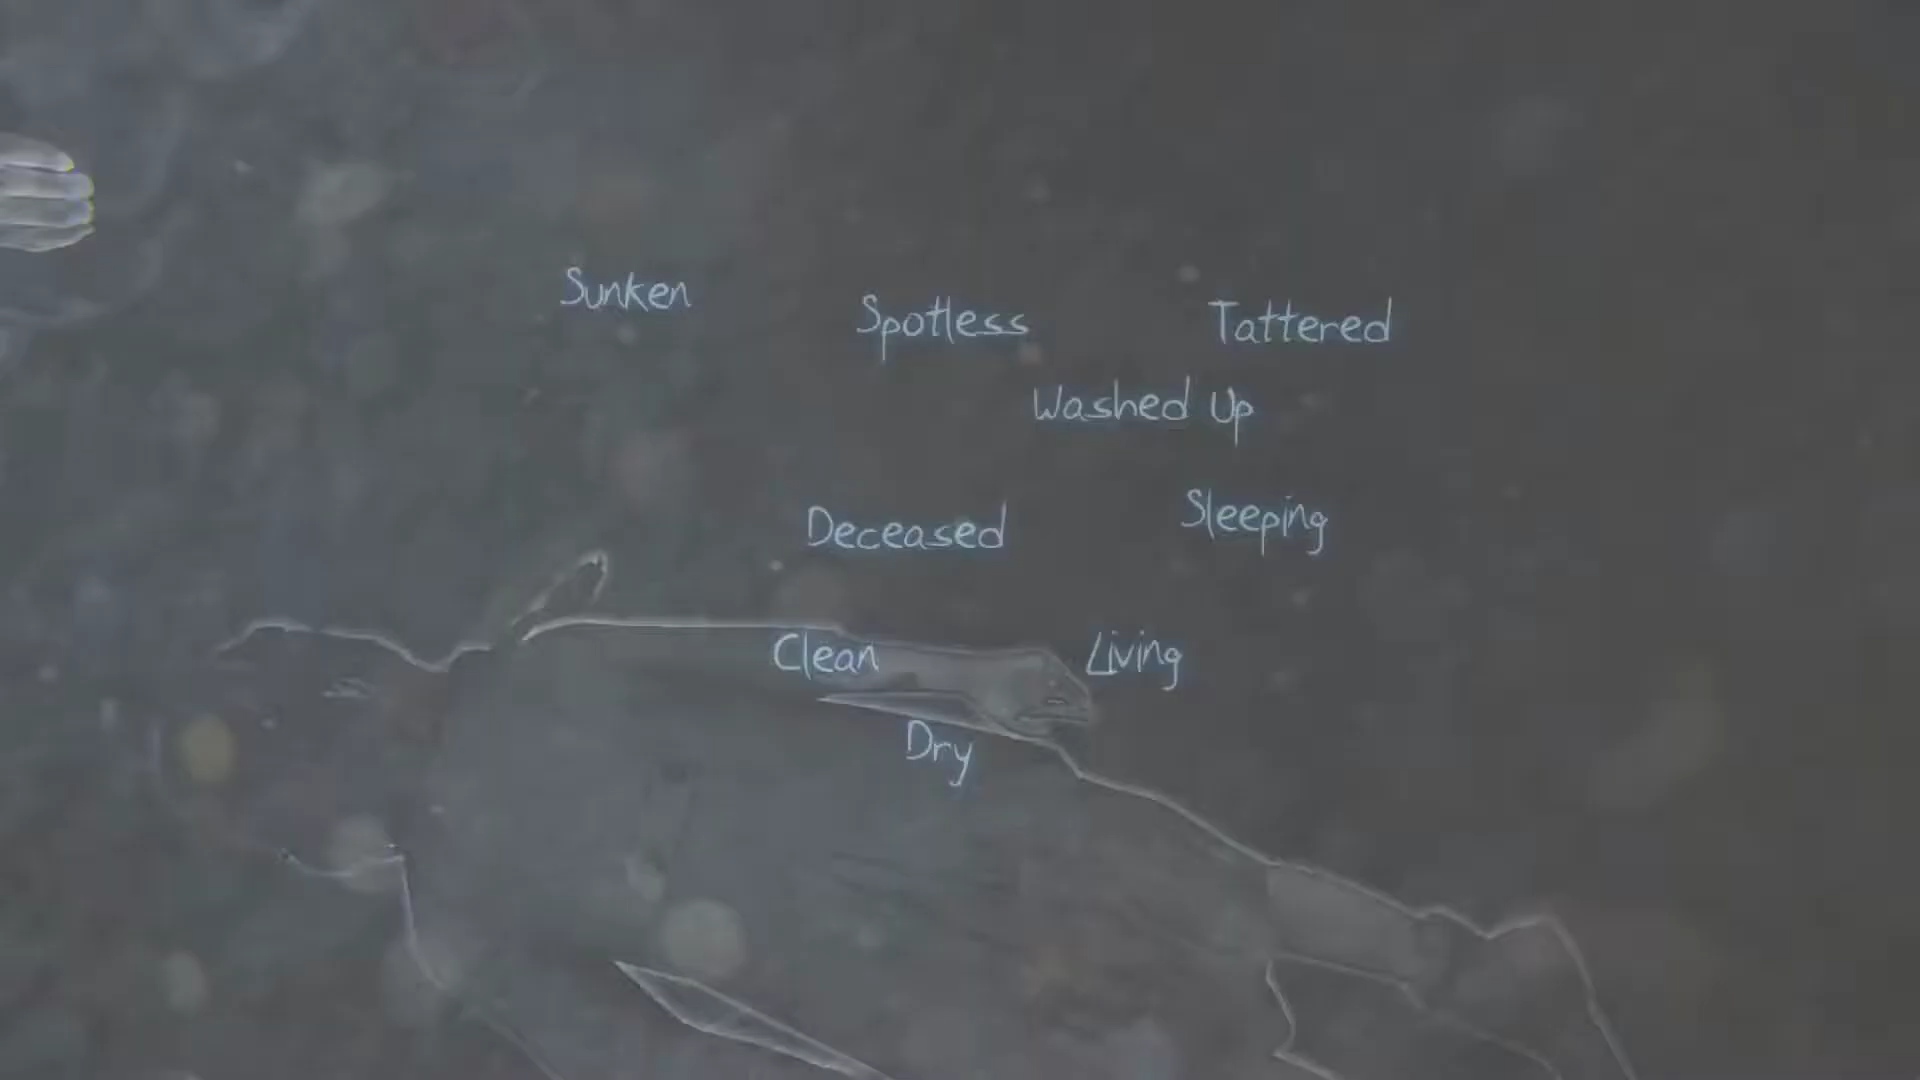 Sunken
Spotless
Tattered
Washed Up
Deceased
Sleeping
Clean
Living
Dry